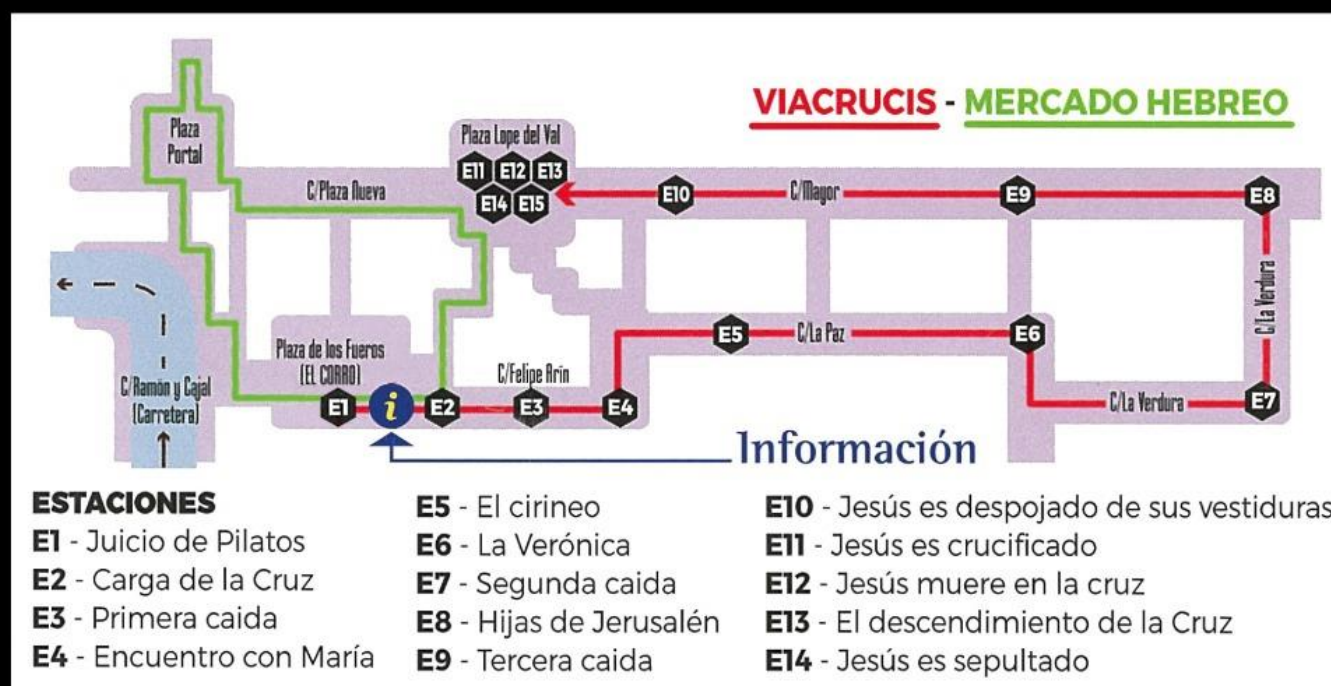 VIACRUCIS - MERCADO HEBREO
Plaza
Portal
C/Plaza Nueva
Plaza Lope del Val
E11 E12 E13
E14 E15
E10
C/Mayor
E9
E8
C/La Verdura
E5
C/La Paz
E6
Plaza de los Fueros
(EL CORRO)
C/Felipe Arín
C/Ramón y Cajal
(Carretera)
E1
i
E2
E3
E4
C/La Verdura
E7
Información
ESTACIONES
E1 - Juicio de Pilatos
E2 - Carga de la Cruz
E3 - Primera caida
E4 - Encuentro con María
E5 - El cirineo
E6 - La Verónica
E7 - Segunda caida
E8 - Hijas de Jerusalén
E9 - Tercera caida
E10 - Jesús es despojado de sus vestiduras
E11 - Jesús es crucificado
E12 - Jesús muere en la cruz
E13 - El descendimiento de la Cruz
E14 - Jesús es sepultado